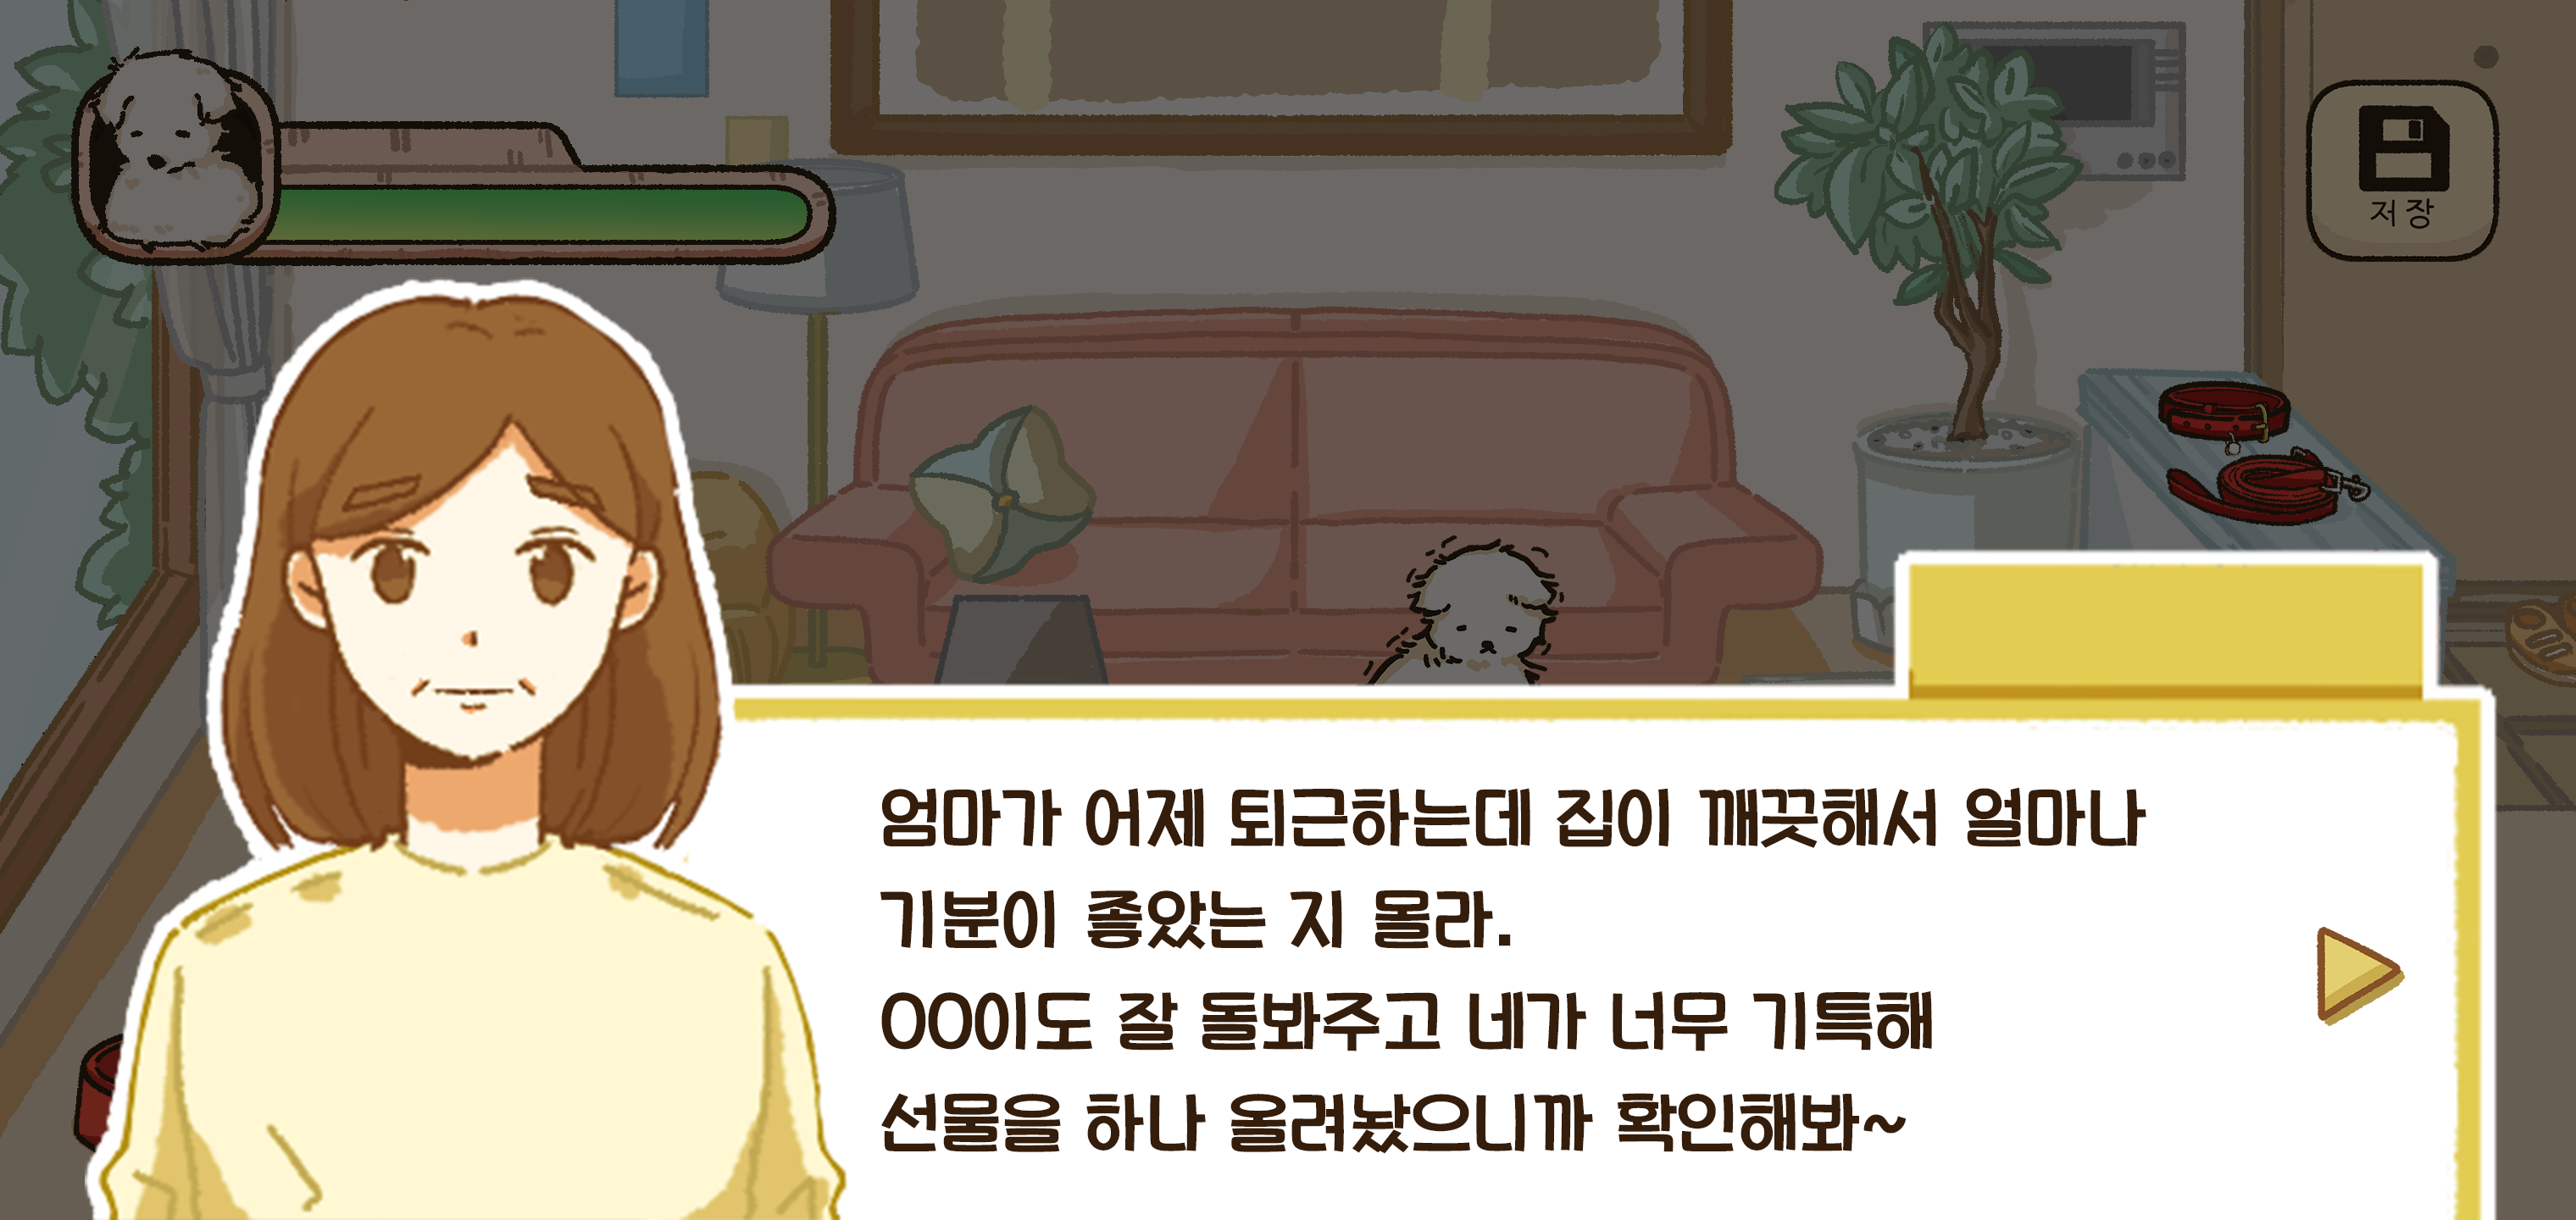 저장
엄마가 어제 퇴근하는데 집이 깨끗해서 얼마나
기분이 좋았는 지 몰라.
OO이도 잘 돌봐주고 네가 너무 기특해
선물을 하나 올려놨으니까 확인해봐~